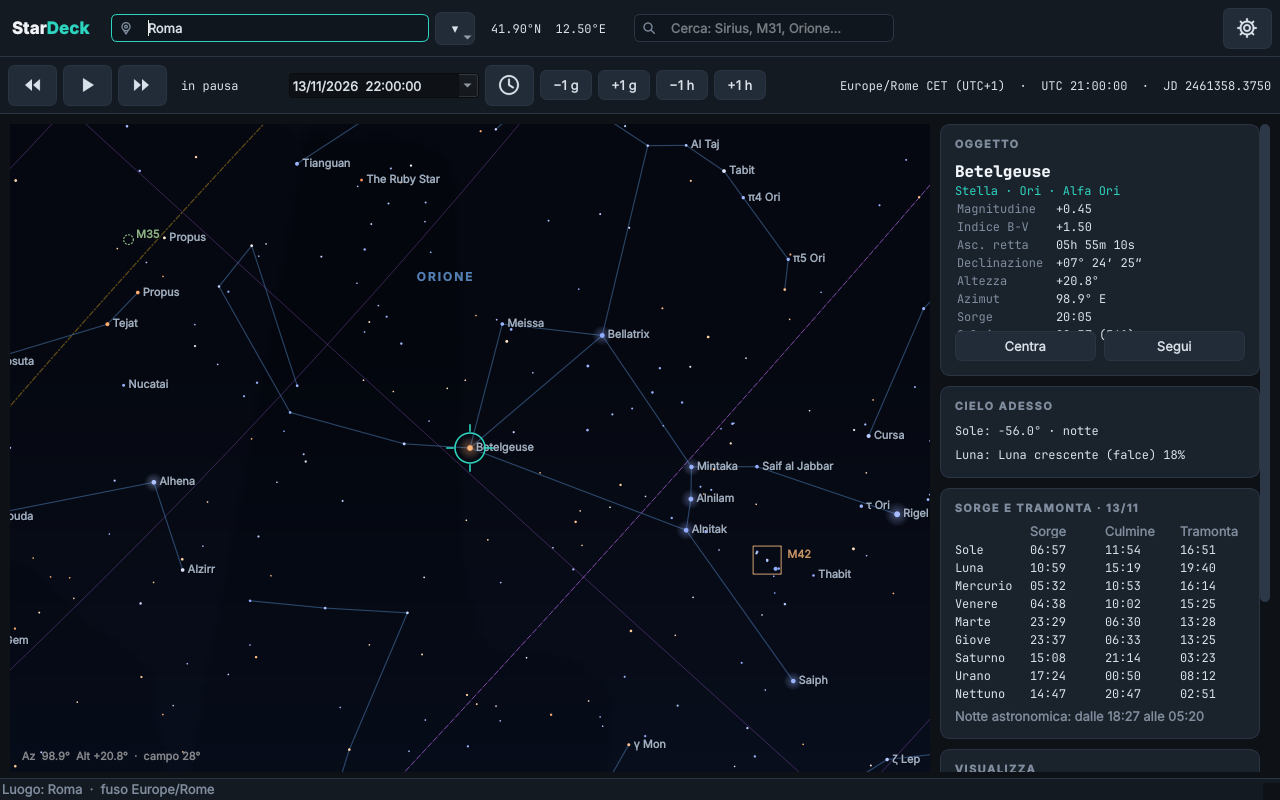 StarDeck Roma 41.90°N 12.50°E Cerca: Sirius, M31, Orione...
in pausa 13/11/2026 22:00:00 −1 g +1 g −1 h +1 h Europe/Rome CET (UTC+1) · UTC 21:00:00 · JD 2461358.3750
Al Taj
Tianguan
Tabit
The Ruby Star
π4 Ori
M35
Propus
π5 Ori
ORIONE
Propus
Tejat
Meissa
Bellatrix
osuta
Nucatai
Cursa
Betelgeuse
Mintaka
Saif al Jabbar
Alhena
Alnilam
τ Ori
Rigel
ouda
Alnitak
M42
Alzirr
Thabit
Gem
Saiph
γ Mon
ζ Lep
Az 98.9° Alt +20.8° · campo 28°
OGGETTO
Betelgeuse
Stella · Ori · Alfa Ori
Magnitudine +0.45
Indice B-V +1.50
Asc. retta 05h 55m 10s
Declinazione +07° 24′ 25″
Altezza +20.8°
Azimut 98.9° E
Sorge 20:05
Centra Segui
CIELO ADESSO
Sole: -56.0° · notte
Luna: Luna crescente (falce) 18%
SORGE E TRAMONTA · 13/11
Sorge Culmine Tramonta
Sole 06:57 11:54 16:51
Luna 10:59 15:19 19:40
Mercurio 05:32 10:53 16:14
Venere 04:38 10:02 15:25
Marte 23:29 06:30 13:28
Giove 23:37 06:33 13:25
Saturno 15:08 21:14 03:23
Urano 17:24 00:50 08:12
Nettuno 14:47 20:47 02:51
Notte astronomica: dalle 18:27 alle 05:20
VISUALIZZA
Luogo: Roma · fuso Europe/Rome